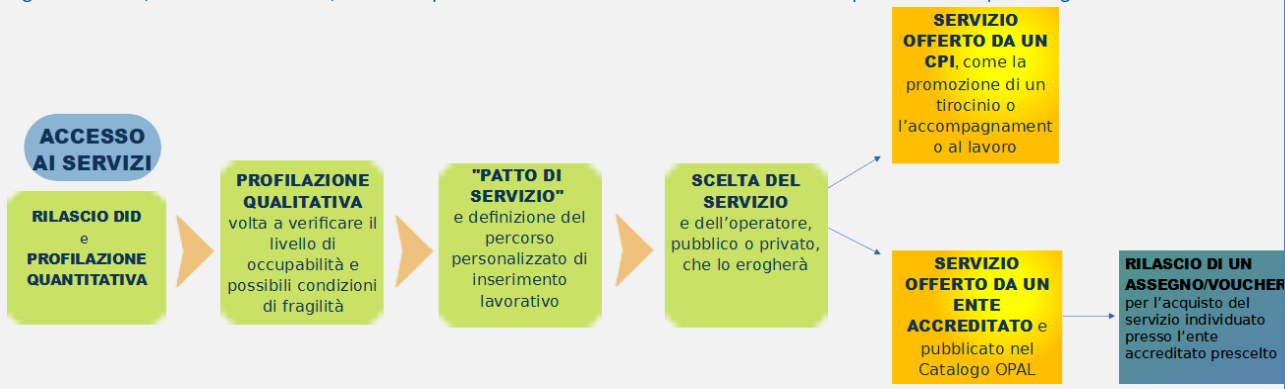 ACCESSO
AI SERVIZI
RILASCIO DID
e
PROFILAZIONE
QUANTITATIVA
PROFILAZIONE
QUALITATIVA
volta a verificare il
livello di
occupabilità e
possibili condizioni
di fragilità
"PATTO DI
SERVIZIO"
e definizione del
percorso
personalizzato di
inserimento
lavorativo
SCELTA DEL
SERVIZIO
e dell’operatore,
pubblico o privato,
che lo erogherà
SERVIZIO
OFFERTO DA UN
CPI, come la
promozione di un
tirocinio o
l’accompagnament
o al lavoro
SERVIZIO
OFFERTO DA UN
ENTE
ACCREDITATO e
pubblicato nel
Catalogo OPAL
RILASCIO DI UN
ASSEGNO/VOUCHER
per l’acquisto del
servizio individuato
presso l’ente
accreditato prescelto